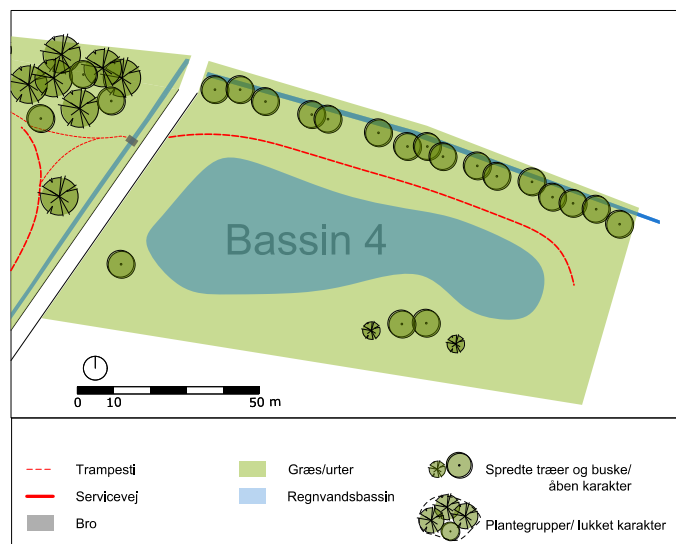 Bassin 4
0 10 50 m
Trampesti
Servicevej
Bro
Græs/urter
Regnvandsbassin
Spredte træer og buske/
åben karakter
Plantegrupper/ lukket karakter